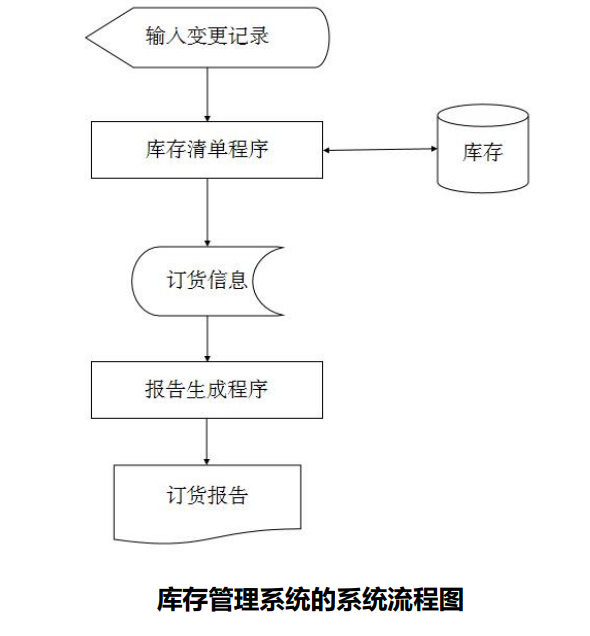 输入变更记录
库存清单程序
库存
订货信息
报告生成程序
订货报告
库存管理系统的系统流程图